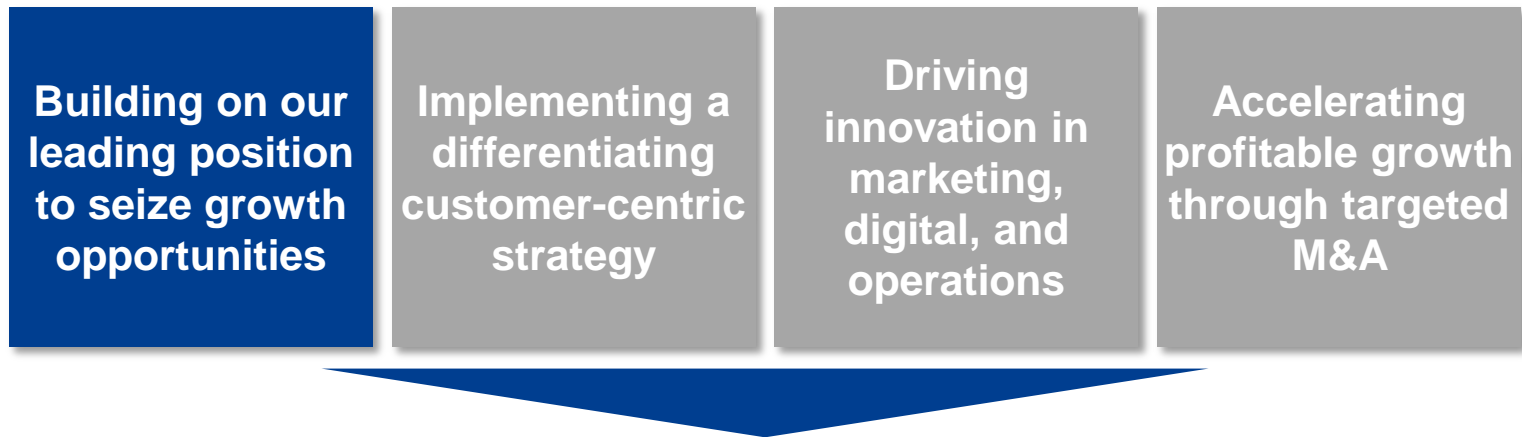 Building on our
leading position
to seize growth
opportunities
Implementing a
differentiating
customer-centric
strategy
Driving
innovation in
marketing,
digital, and
operations
Accelerating
profitable growth
through targeted
M&A